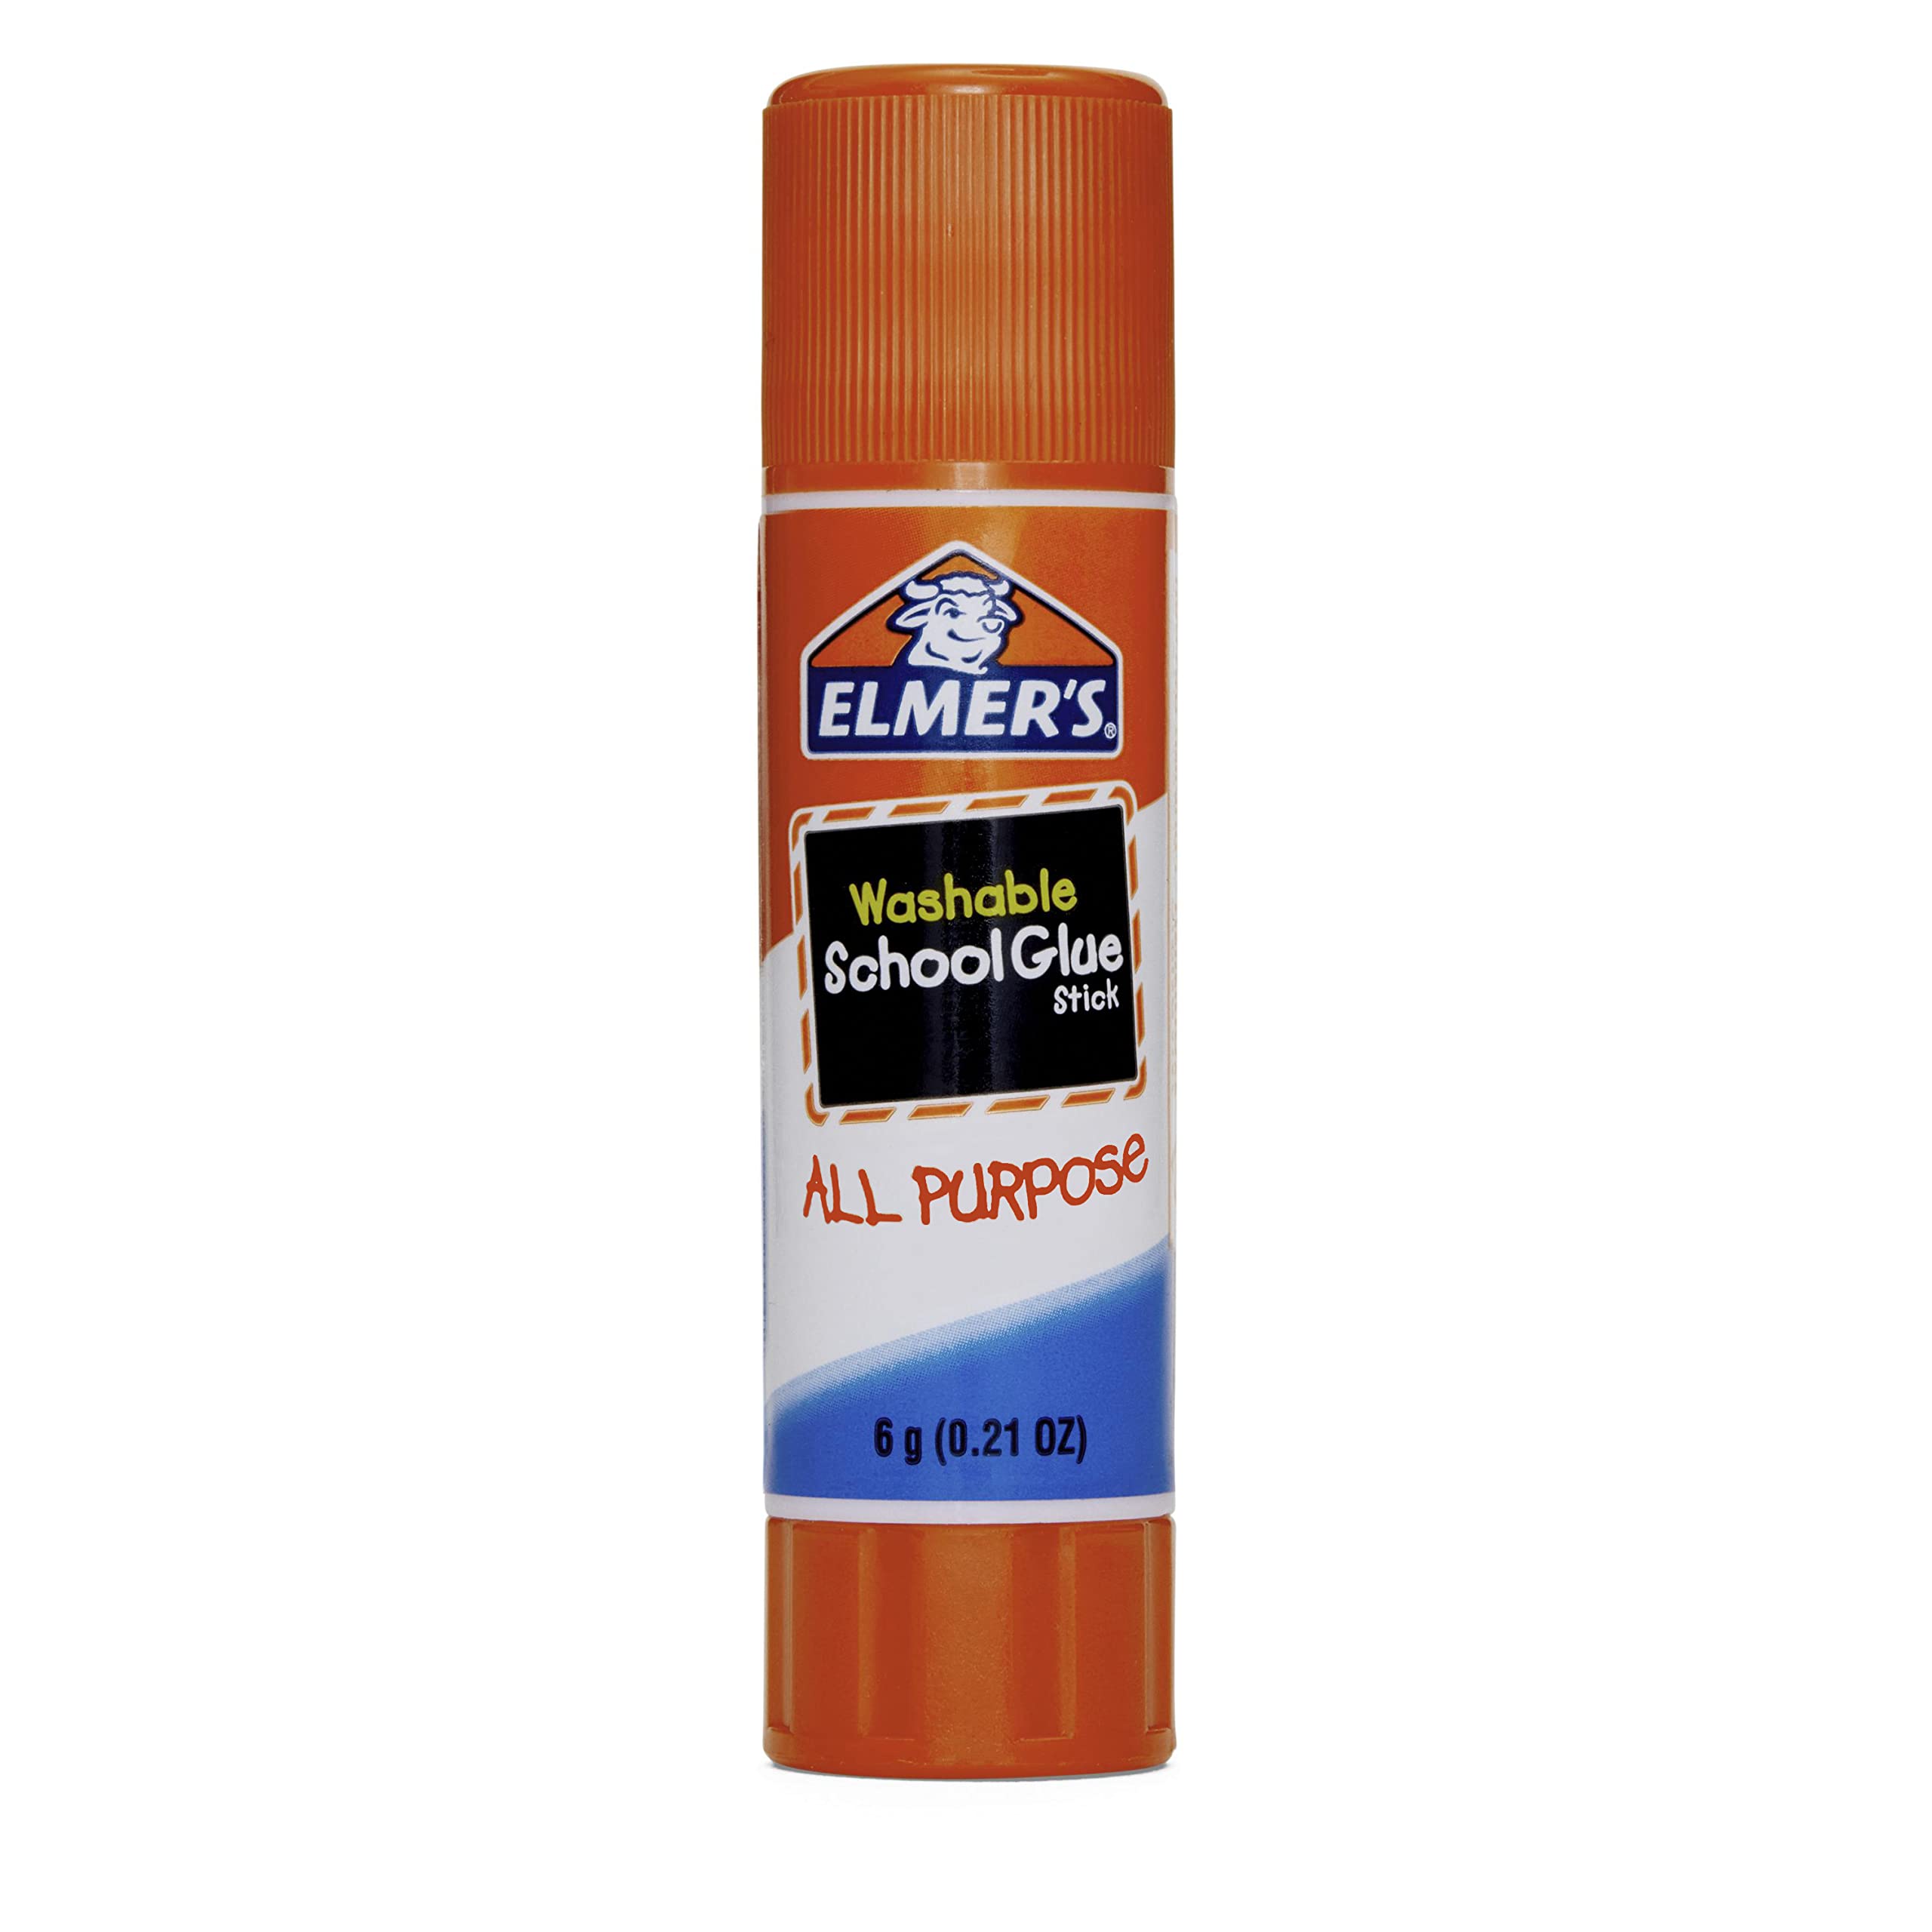 ELMER'S®
Washable
School Glue
Stick
ALL PURPOSE
6 g (0.21 OZ)